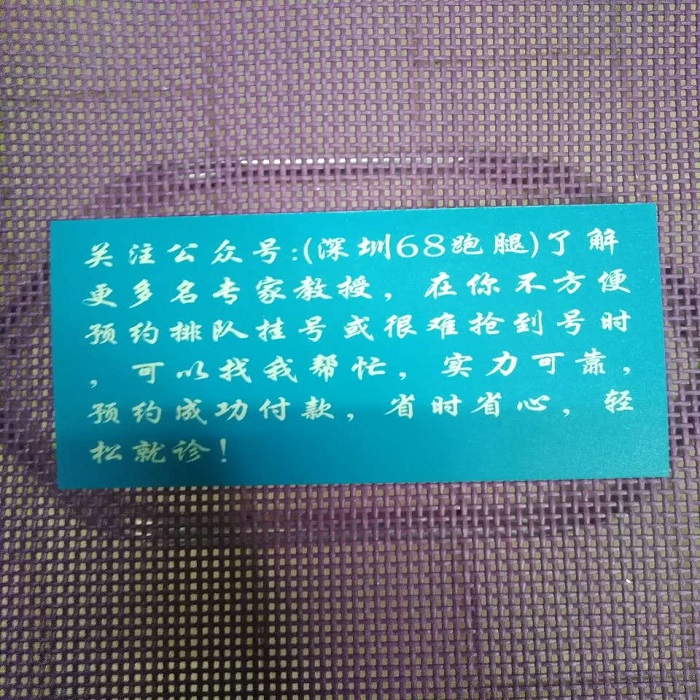 关注公众号:(深圳68跑腿)了解
更多名专家教授，在你不方便
预约排队挂号或很难抢到号时
，可以找我帮忙，实力可靠，
预约成功付款，省时省心，轻
松就诊！